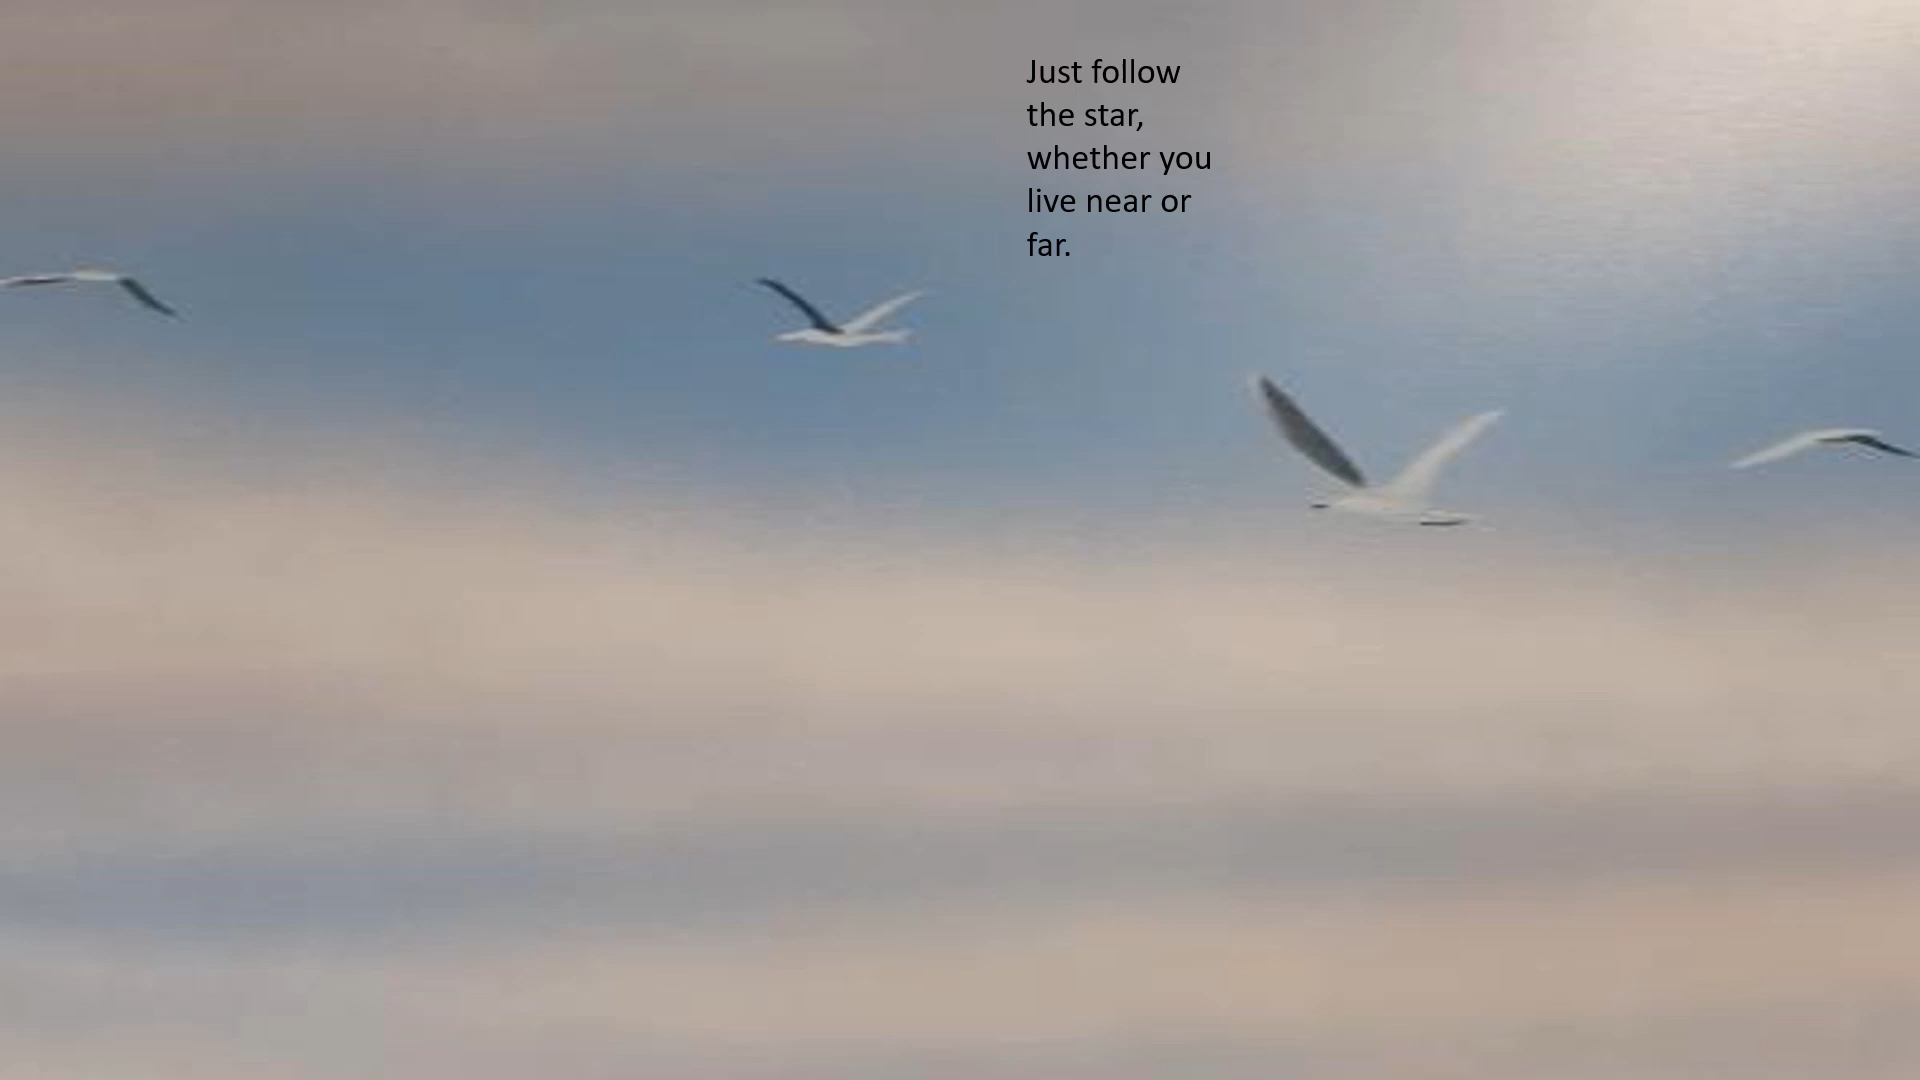 Just follow
the star,
whether you
live near or
far.